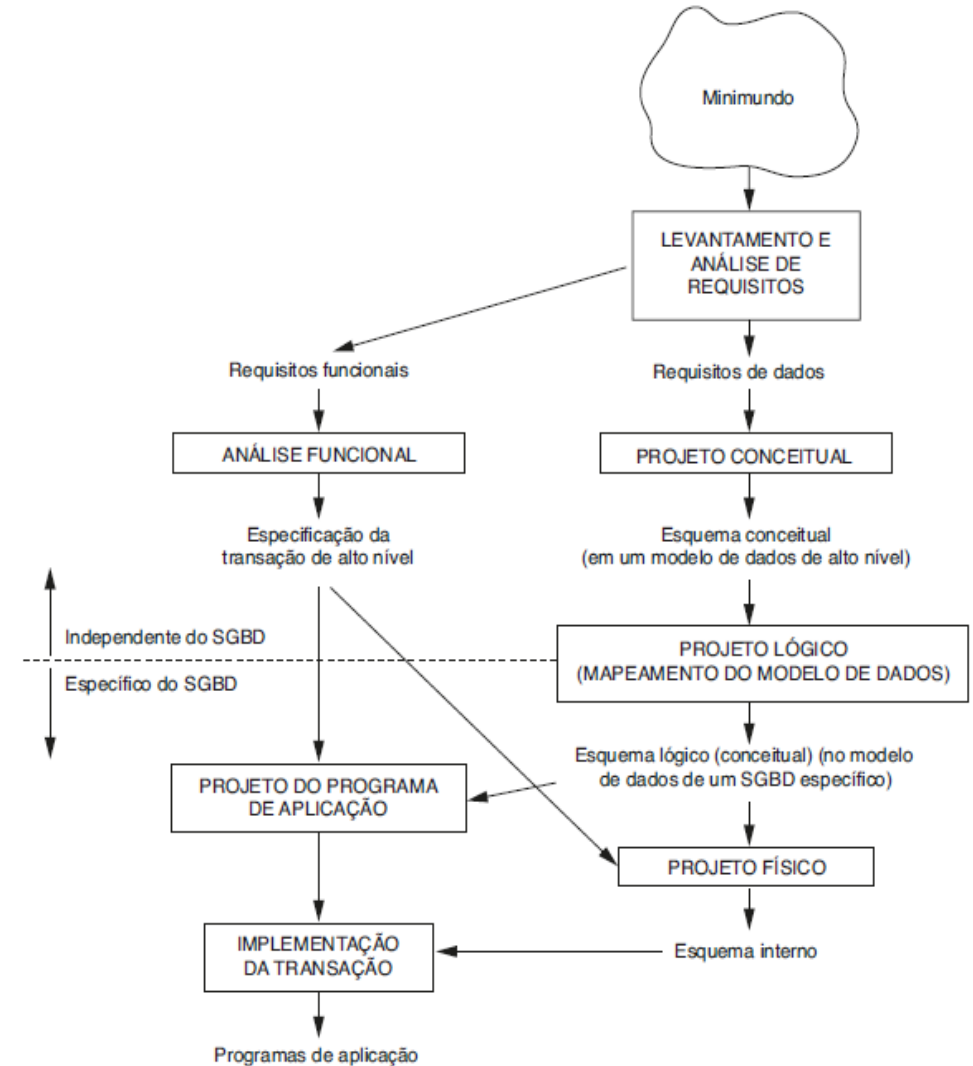 Minimundo
LEVANTAMENTO E
ANÁLISE DE
REQUISITOS
Requisitos funcionais
Requisitos de dados
ANÁLISE FUNCIONAL
PROJETO CONCEITUAL
Especificação da
transação de alto nível
Esquema conceitual
(em um modelo de dados de alto nível)
Independente do SGBD
Específico do SGBD
PROJETO LÓGICO
(MAPEAMENTO DO MODELO DE DADOS)
Esquema lógico (conceitual) (no modelo
de dados de um SGBD específico)
PROJETO DO PROGRAMA
DE APLICAÇÃO
PROJETO FÍSICO
IMPLEMENTAÇÃO
DA TRANSAÇÃO
Esquema interno
Programas de aplicação